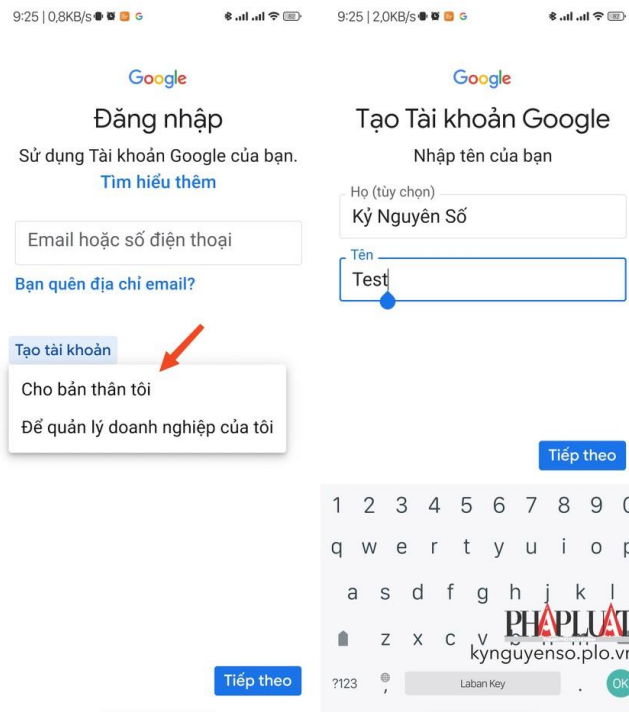 9:25 | 0,8KB/s
Google
Đăng nhập
Sử dụng Tài khoản Google của bạn.
Tìm hiểu thêm
Email hoặc số điện thoại
Bạn quên địa chỉ email?
Tạo tài khoản
Cho bản thân tôi
Để quản lý doanh nghiệp của tôi
Tiếp theo
9:25 | 2,0KB/s
Google
Tạo Tài khoản Google
Nhập tên của bạn
Họ (tùy chọn)
Kỷ Nguyên Số
Tên
Test
Tiếp theo
1 2 3 4 5 6 7 8 9 0
q w e r t y u i o p
a s d f g h j k l
z x c v b n m
PHÁPLUẬT
kynguyenso.plo.vn
?123 , Laban Key . OK